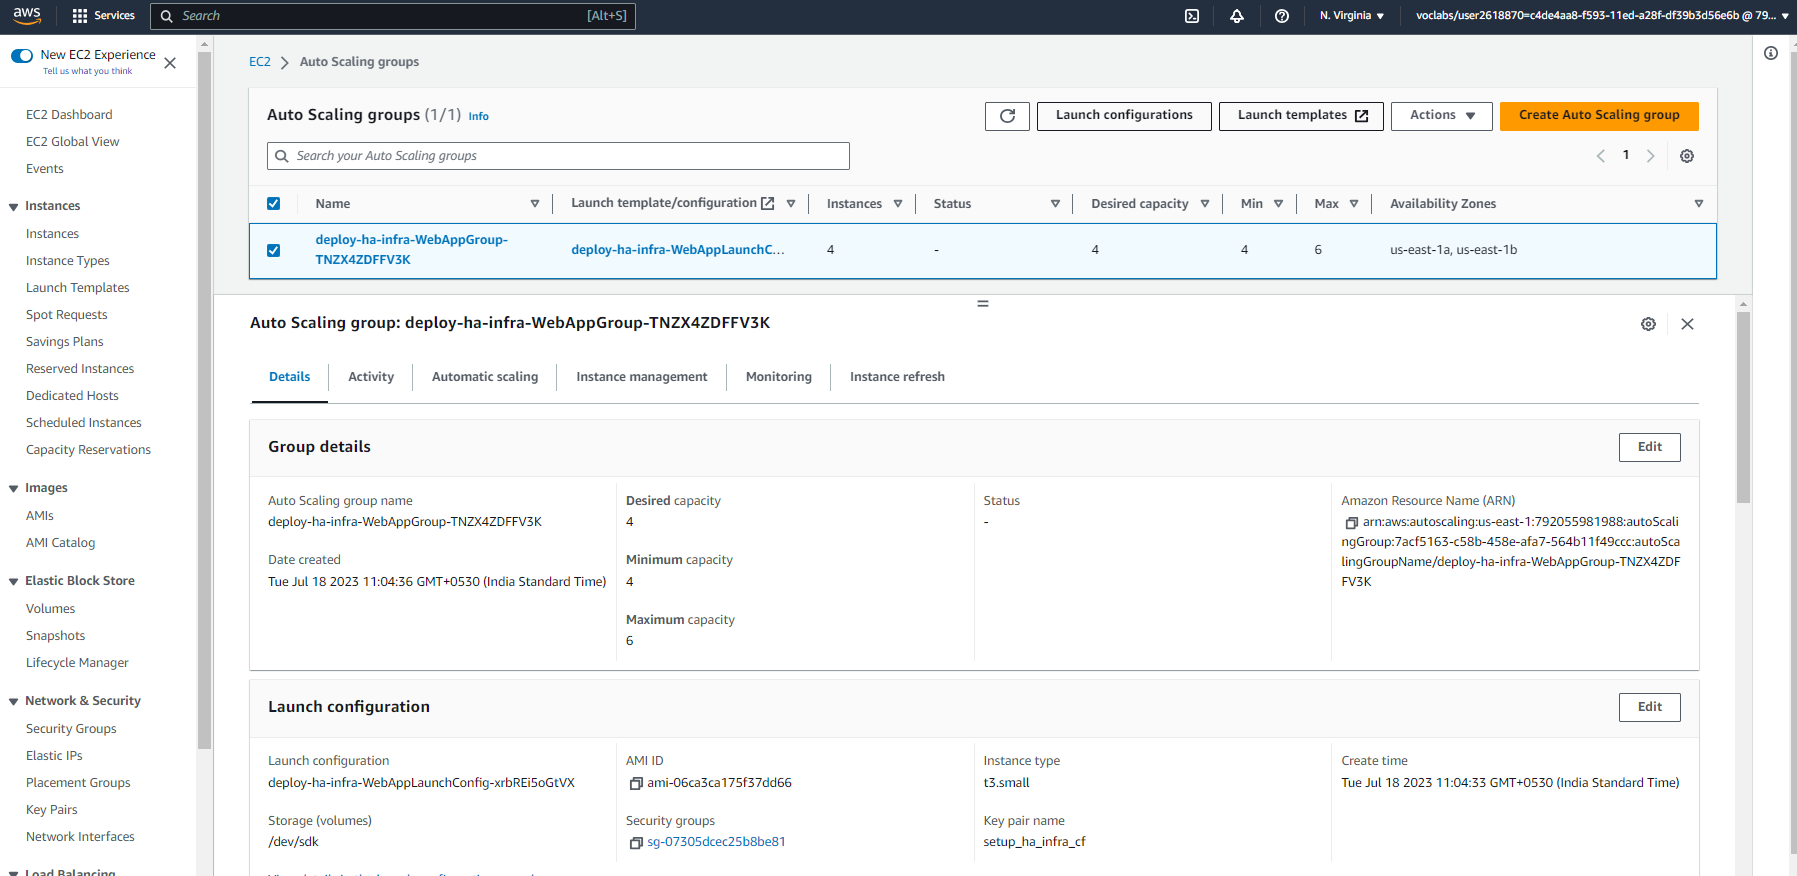 aws
Services
Search
[Alt+S]
N. Virginia
voclabs/user2618870=c4de4aa8-f593-11ed-a28f-df39b3d56e6b @ 79...
New EC2 Experience
Tell us what you think
EC2 Dashboard
EC2 Global View
Events
Instances
Instances
Instance Types
Launch Templates
Spot Requests
Savings Plans
Reserved Instances
Dedicated Hosts
Scheduled Instances
Capacity Reservations
Images
AMIs
AMI Catalog
Elastic Block Store
Volumes
Snapshots
Lifecycle Manager
Network & Security
Security Groups
Elastic IPs
Placement Groups
Key Pairs
Network Interfaces
Load Balancing
EC2
Auto Scaling groups
Auto Scaling groups (1/1) Info
Launch configurations
Launch templates
Actions
Create Auto Scaling group
Search your Auto Scaling groups
1
Name
Launch template/configuration
Instances
Status
Desired capacity
Min
Max
Availability Zones
deploy-ha-infra-WebAppGroup-
TNZX4ZDFFV3K
deploy-ha-infra-WebAppLaunchC...
4
-
4
4
6
us-east-1a, us-east-1b
Auto Scaling group: deploy-ha-infra-WebAppGroup-TNZX4ZDFFV3K
Details
Activity
Automatic scaling
Instance management
Monitoring
Instance refresh
Group details
Edit
Auto Scaling group name
deploy-ha-infra-WebAppGroup-TNZX4ZDFFV3K
Date created
Tue Jul 18 2023 11:04:36 GMT+0530 (India Standard Time)
Desired capacity
4
Minimum capacity
4
Maximum capacity
6
Status
-
Amazon Resource Name (ARN)
arn:aws:autoscaling:us-east-1:792055981988:autoScali
ngGroup:7acf5163-c58b-458e-afa7-564b11f49ccc:autoSca
lingGroupName/deploy-ha-infra-WebAppGroup-TNZX4ZDF
FV3K
Launch configuration
Edit
Launch configuration
deploy-ha-infra-WebAppLaunchConfig-xrbREi5oGtVX
Storage (volumes)
/dev/sdk
AMI ID
ami-06ca3ca175f37dd66
Security groups
sg-07305dcec25b8be81
Instance type
t3.small
Key pair name
setup_ha_infra_cf
Create time
Tue Jul 18 2023 11:04:33 GMT+0530 (India Standard Time)